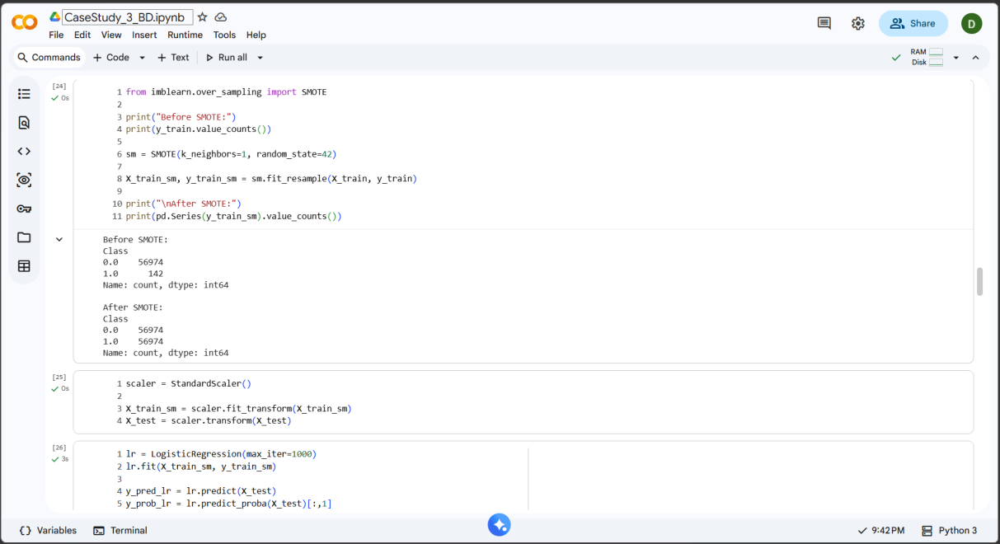 CaseStudy_3_BD.ipynb
File Edit View Insert Runtime Tools Help
Share
D
Commands + Code + Text Run all
RAM
Disk
[24]
0s
1 from imblearn.over_sampling import SMOTE
2
3 print("Before SMOTE:")
4 print(y_train.value_counts())
5
6 sm = SMOTE(k_neighbors=1, random_state=42)
7
8 X_train_sm, y_train_sm = sm.fit_resample(X_train, y_train)
9
10 print("\nAfter SMOTE:")
11 print(pd.Series(y_train_sm).value_counts())
Before SMOTE:
Class
0.0 56974
1.0 142
Name: count, dtype: int64
After SMOTE:
Class
0.0 56974
1.0 56974
Name: count, dtype: int64
[25]
0s
1 scaler = StandardScaler()
2
3 X_train_sm = scaler.fit_transform(X_train_sm)
4 X_test = scaler.transform(X_test)
[26]
3s
1 lr = LogisticRegression(max_iter=1000)
2 lr.fit(X_train_sm, y_train_sm)
3
4 y_pred_lr = lr.predict(X_test)
5 y_prob_lr = lr.predict_proba(X_test)[:,1]
{} Variables Terminal
9:42 PM Python 3